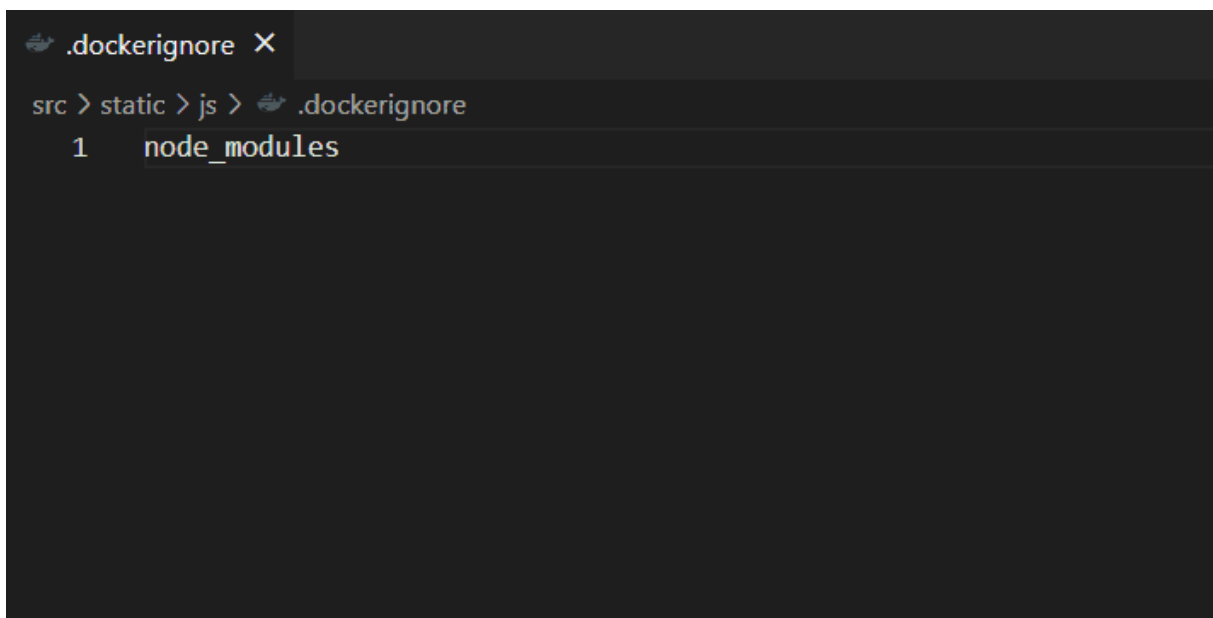 .dockerignore ×
src > static > js > .dockerignore
1 node_modules